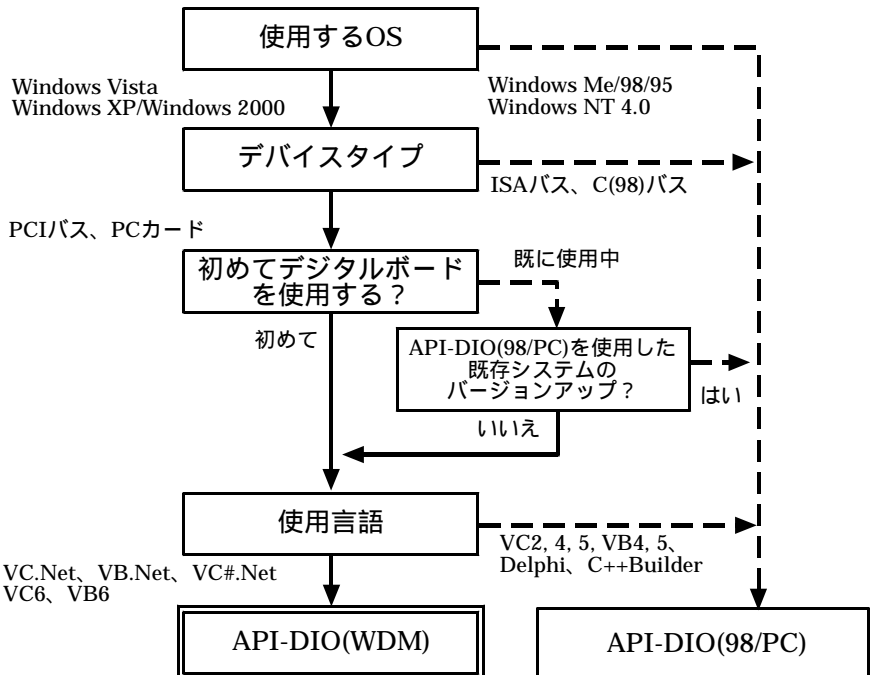 使用するOS
Windows Vista
Windows XP/Windows 2000
Windows Me/98/95
Windows NT 4.0
デバイスタイプ
ISAバス、C(98)バス
PCIバス、PCカード
初めてデジタルボード
を使用する？
既に使用中
初めて
API-DIO(98/PC)を使用した
既存システムの
バージョンアップ？
はい
いいえ
使用言語
VC2, 4, 5, VB4, 5、
Delphi、C++Builder
VC.Net、VB.Net、VC#.Net
VC6、VB6
API-DIO(WDM)
API-DIO(98/PC)